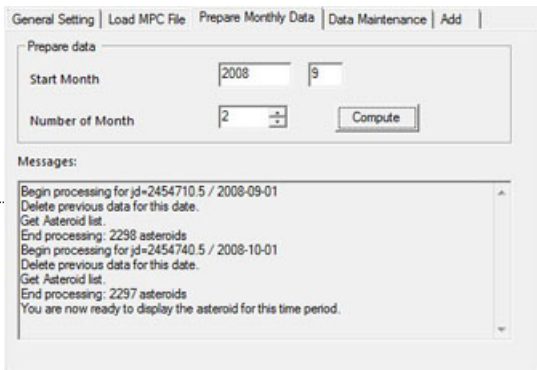 General Setting Load MPC File Prepare Monthly Data Data Maintenance Add
Prepare data
Start Month 2008 9
Number of Month 2 Compute
Messages:
Begin processing for jd=2454710.5 / 2008-09-01
Delete previous data for this date.
Get Asteroid list.
End processing: 2298 asteroids
Begin processing for jd=2454740.5 / 2008-10-01
Delete previous data for this date.
Get Asteroid list.
End processing: 2297 asteroids
You are now ready to display the asteroid for this time period.